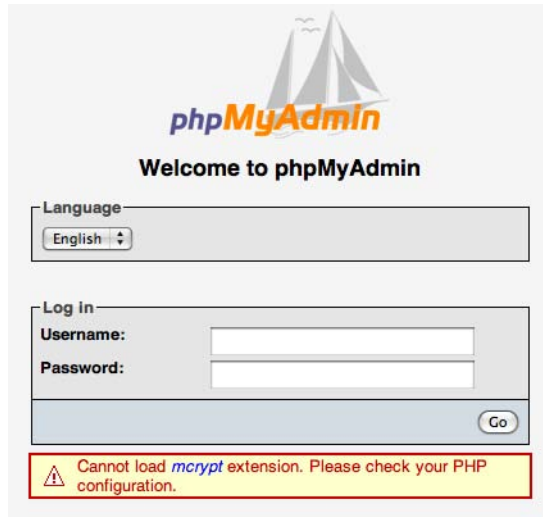 phpMyAdmin
Welcome to phpMyAdmin
Language
English
Log in
Username:
Password:
Go
Cannot load mcrypt extension. Please check your PHP
configuration.